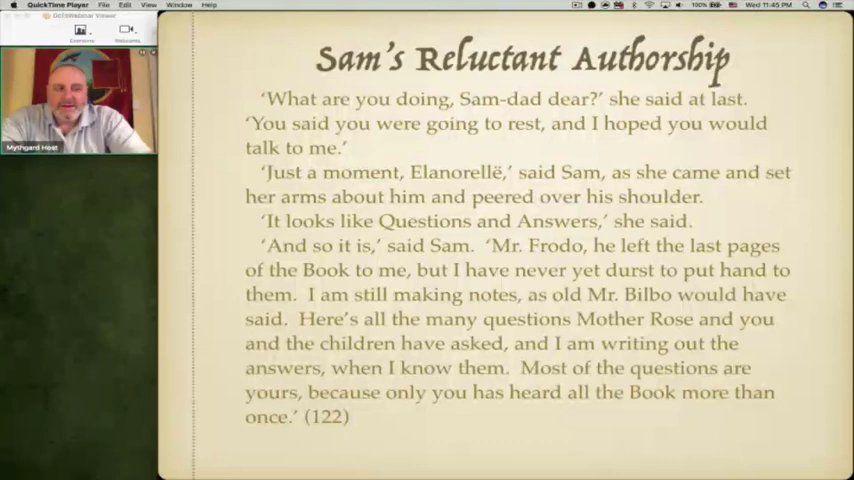 QuickTime Player File Edit View Window Help
100% Wed 11:45 PM
GoToWebinar Viewer
Mythgard Host
Sam's Reluctant Authorship
'What are you doing, Sam-dad dear?' she said at last.
'You said you were going to rest, and I hoped you would
talk to me.'
'Just a moment, Elanorellë,' said Sam, as she came and set
her arms about him and peered over his shoulder.
'It looks like Questions and Answers,' she said.
'And so it is,' said Sam. 'Mr. Frodo, he left the last pages
of the Book to me, but I have never yet durst to put hand to
them. I am still making notes, as old Mr. Bilbo would have
said. Here's all the many questions Mother Rose and you
and the children have asked, and I am writing out the
answers, when I know them. Most of the questions are
yours, because only you has heard all the Book more than
once.' (122)